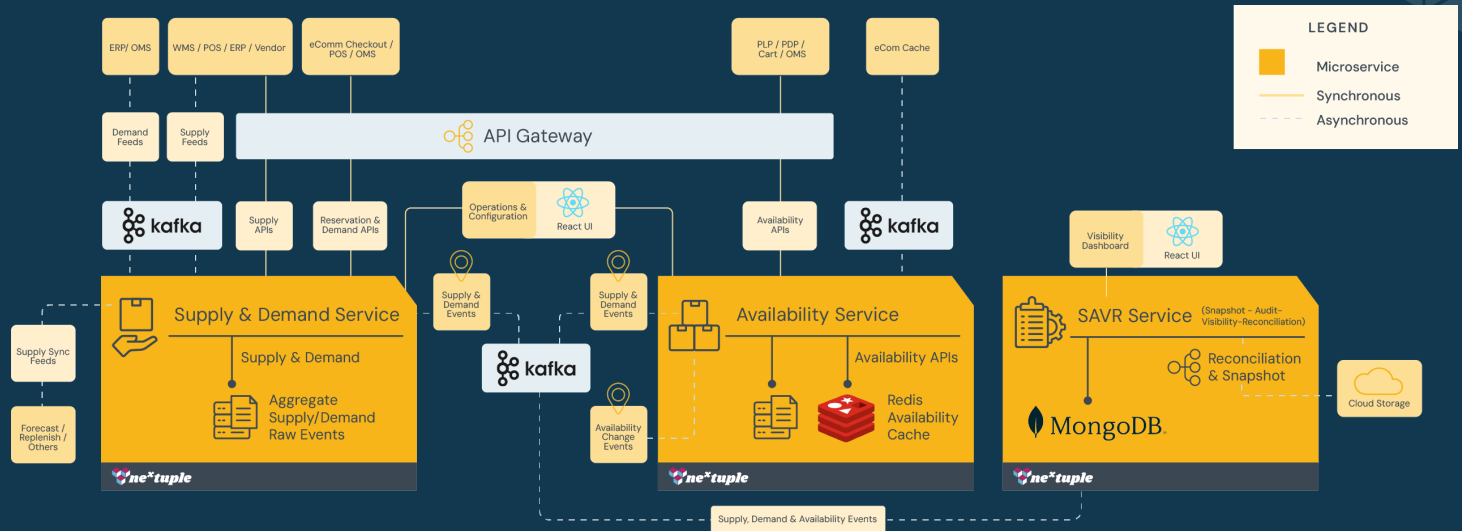 ERP/ OMS
WMS / POS / ERP / Vendor
eComm Checkout /
POS / OMS
PLP / PDP /
Cart / OMS
eCom Cache
LEGEND
Microservice
Synchronous
Asynchronous
Demand
Feeds
Supply
Feeds
API Gateway
kafka
Supply
APIs
Reservation &
Demand APIs
Operations &
Configuration
React UI
Availability
APIs
kafka
Visibility
Dashboard
React UI
Supply &
Demand
Events
Supply &
Demand
Events
Supply & Demand Service
Supply & Demand
Aggregate
Supply/Demand
Raw Events
nextuple
Supply Sync
Feeds
Forecast /
Replenish /
Others
kafka
Availability
Change
Events
Availability Service
Availability APIs
Redis
Availability
Cache
nextuple
SAVR Service
(Snapshot - Audit-
Visibility-Reconciliation)
Reconciliation
& Snapshot
MongoDB
nextuple
Cloud Storage
Supply, Demand & Availability Events